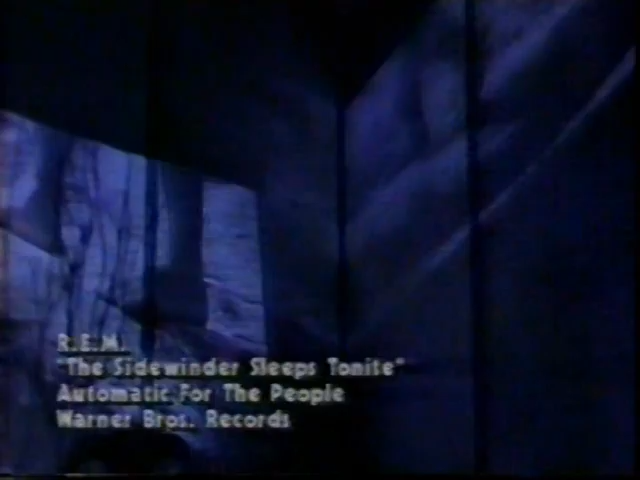 R.E.M.
"The Sidewinder Sleeps Tonite"
Automatic For The People
Warner Bros. Records